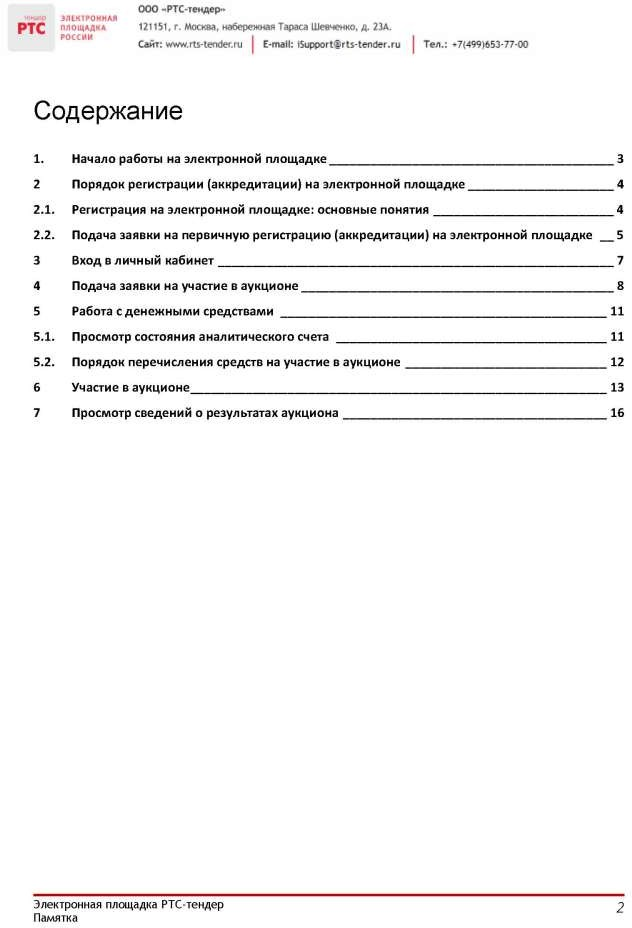 ООО «РТС-тендер»
тендер
РТС
ЭЛЕКТРОННАЯ
ПЛОЩАДКА
РОССИИ
121151, г. Москва, набережная Тараса Шевченко, д. 23А.
Сайт: www.rts-tender.ru | E-mail: iSupport@rts-tender.ru | Тел.: +7(499)653-77-00
Содержание
1. Начало работы на электронной площадке 3
2 Порядок регистрации (аккредитации) на электронной площадке 4
2.1. Регистрация на электронной площадке: основные понятия 4
2.2. Подача заявки на первичную регистрацию (аккредитации) на электронной площадке 5
3 Вход в личный кабинет 7
4 Подача заявки на участие в аукционе 8
5 Работа с денежными средствами 11
5.1. Просмотр состояния аналитического счета 11
5.2. Порядок перечисления средств на участие в аукционе 12
6 Участие в аукционе 13
7 Просмотр сведений о результатах аукциона 16
Электронная площадка РТС-тендер
Памятка
2